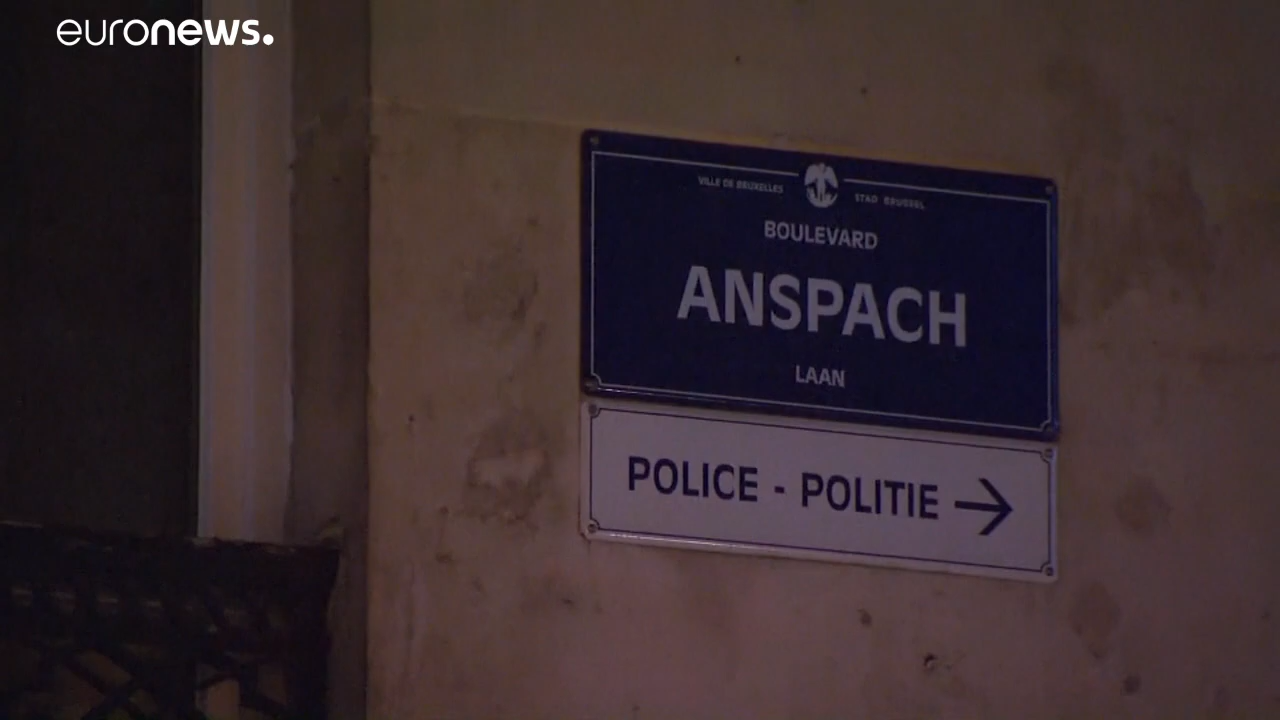 euronews.
VILLE DE BRUXELLES STAD BRUSSEL
BOULEVARD
ANSPACH
LAAN
POLICE - POLITIE →